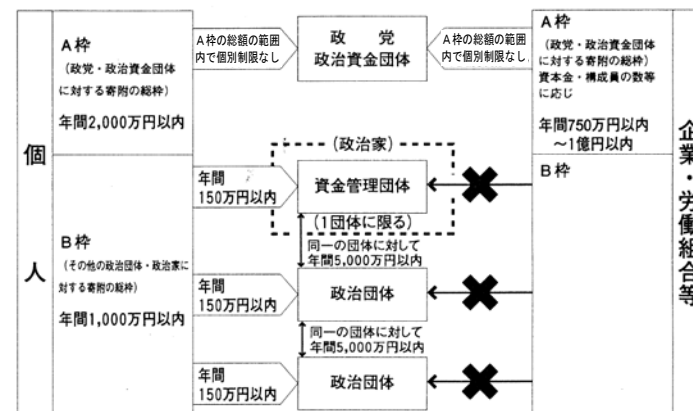 個人
A枠
(政党・政治資金団体
に対する寄附の総枠)
年間2,000万円以内
B枠
(その他の政治団体・政治家に
対する寄附の総枠)
年間1,000万円以内
A枠の総額の範囲
内で個別制限なし
政党
政治資金団体
A枠の総額の範囲
内で個別制限なし
(政治家)
年間
150万円以内
資金管理団体
(1団体に限る)
同一の団体に対して
年間5,000万円以内
年間
150万円以内
政治団体
同一の団体に対して
年間5,000万円以内
年間
150万円以内
政治団体
A枠
(政党・政治資金団体
に対する寄附の総枠)
資本金・構成員の数等
に応じ
年間750万円以内
~1億円以内
B枠
企業・労働組合等